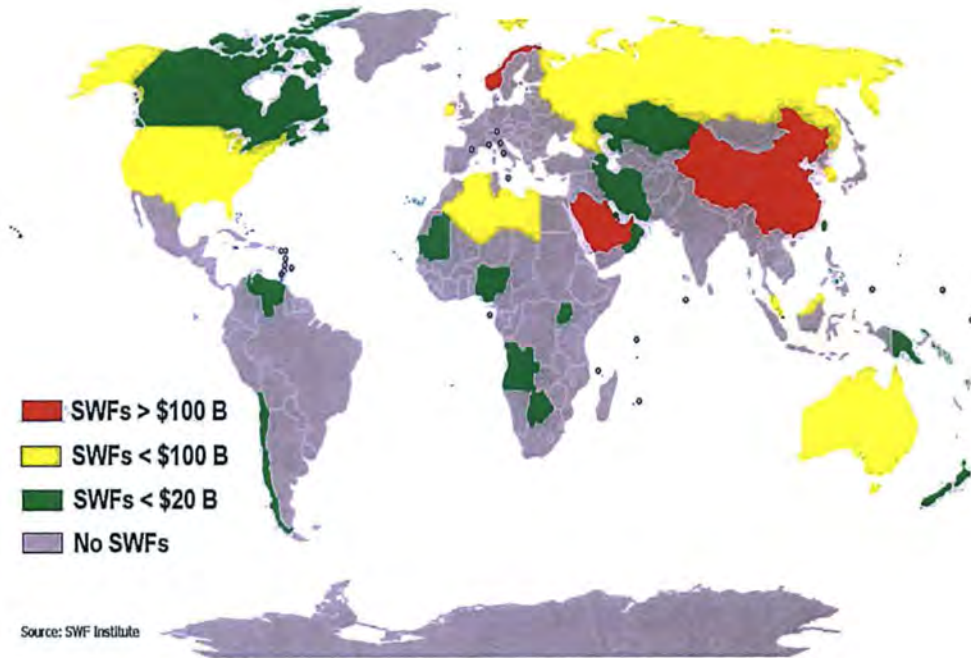 SWFs > $100 B
SWFs < $100 B
SWFs < $20 B
No SWFs
Source: SWF Institute